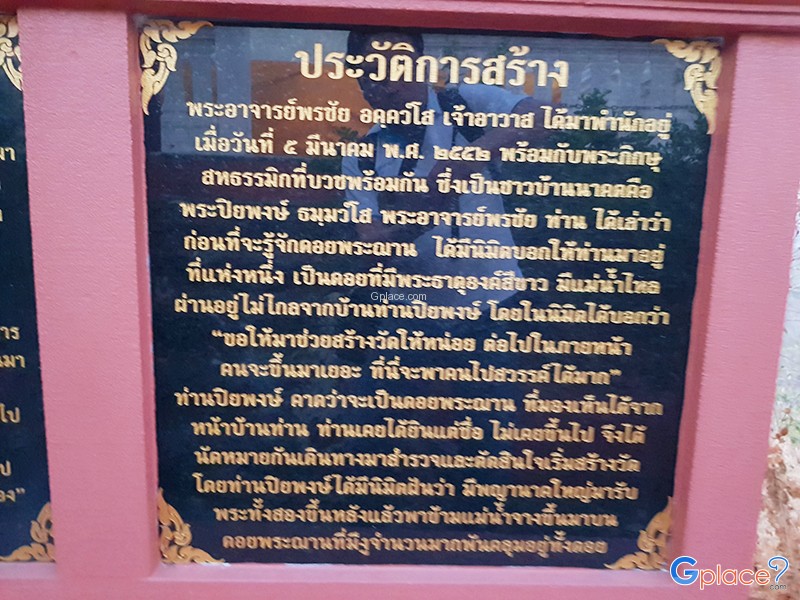 ประวัติการสร้าง
พระอาจารย์พรชัย อคฺควํโส เจ้าอาวาส ได้มาพำนักอยู่
เมื่อวันที่ ๕ มีนาคม พ.ศ. ๒๕๕๒ พร้อมกับพระภิกษุ
สหธรรมิกที่บวชพร้อมกัน ซึ่งเป็นชาวบ้านนาคตคือ
พระปิยพงษ์ ธมฺมวํโส พระอาจารย์พรชัย ท่าน ได้เล่าว่า
ก่อนที่จะรู้จักดอยพระฌาน ได้มีนิมิตบอกให้ท่านมาอยู่
ที่แห่งหนึ่ง เป็นดอยที่มีพระธาตุองค์สีขาว มีแม่น้ำไหล
ผ่านอยู่ไม่ไกลจากบ้านท่านปิยพงษ์ โดยในนิมิตได้บอกว่า
“ขอให้มาช่วยสร้างวัดให้หน่อย ต่อไปในภายหน้า
คนจะขึ้นมาเยอะ ที่นี่จะพาคนไปสวรรค์ได้มาก”
ท่านปิยพงษ์ คาดว่าจะเป็นดอยพระฌาน ที่มองเห็นได้จาก
หน้าบ้านท่าน ท่านเคยได้ยินแต่ชื่อ ไม่เคยขึ้นไป จึงได้
นัดหมายกันเดินทางมาสำรวจและตัดสินใจเริ่มสร้างวัด
โดยท่านปิยพงษ์ได้มีนิมิตฝันว่า มีพญานาคใหญ่มารับ
พระทั้งสองขึ้นหลังแล้วพาข้ามแม่น้ำจางขึ้นมาบน
ดอยพระฌานที่มีงูจำนวนมากพันคลุมอยู่ทั้งดอย
Gplace.com
Gplace.com